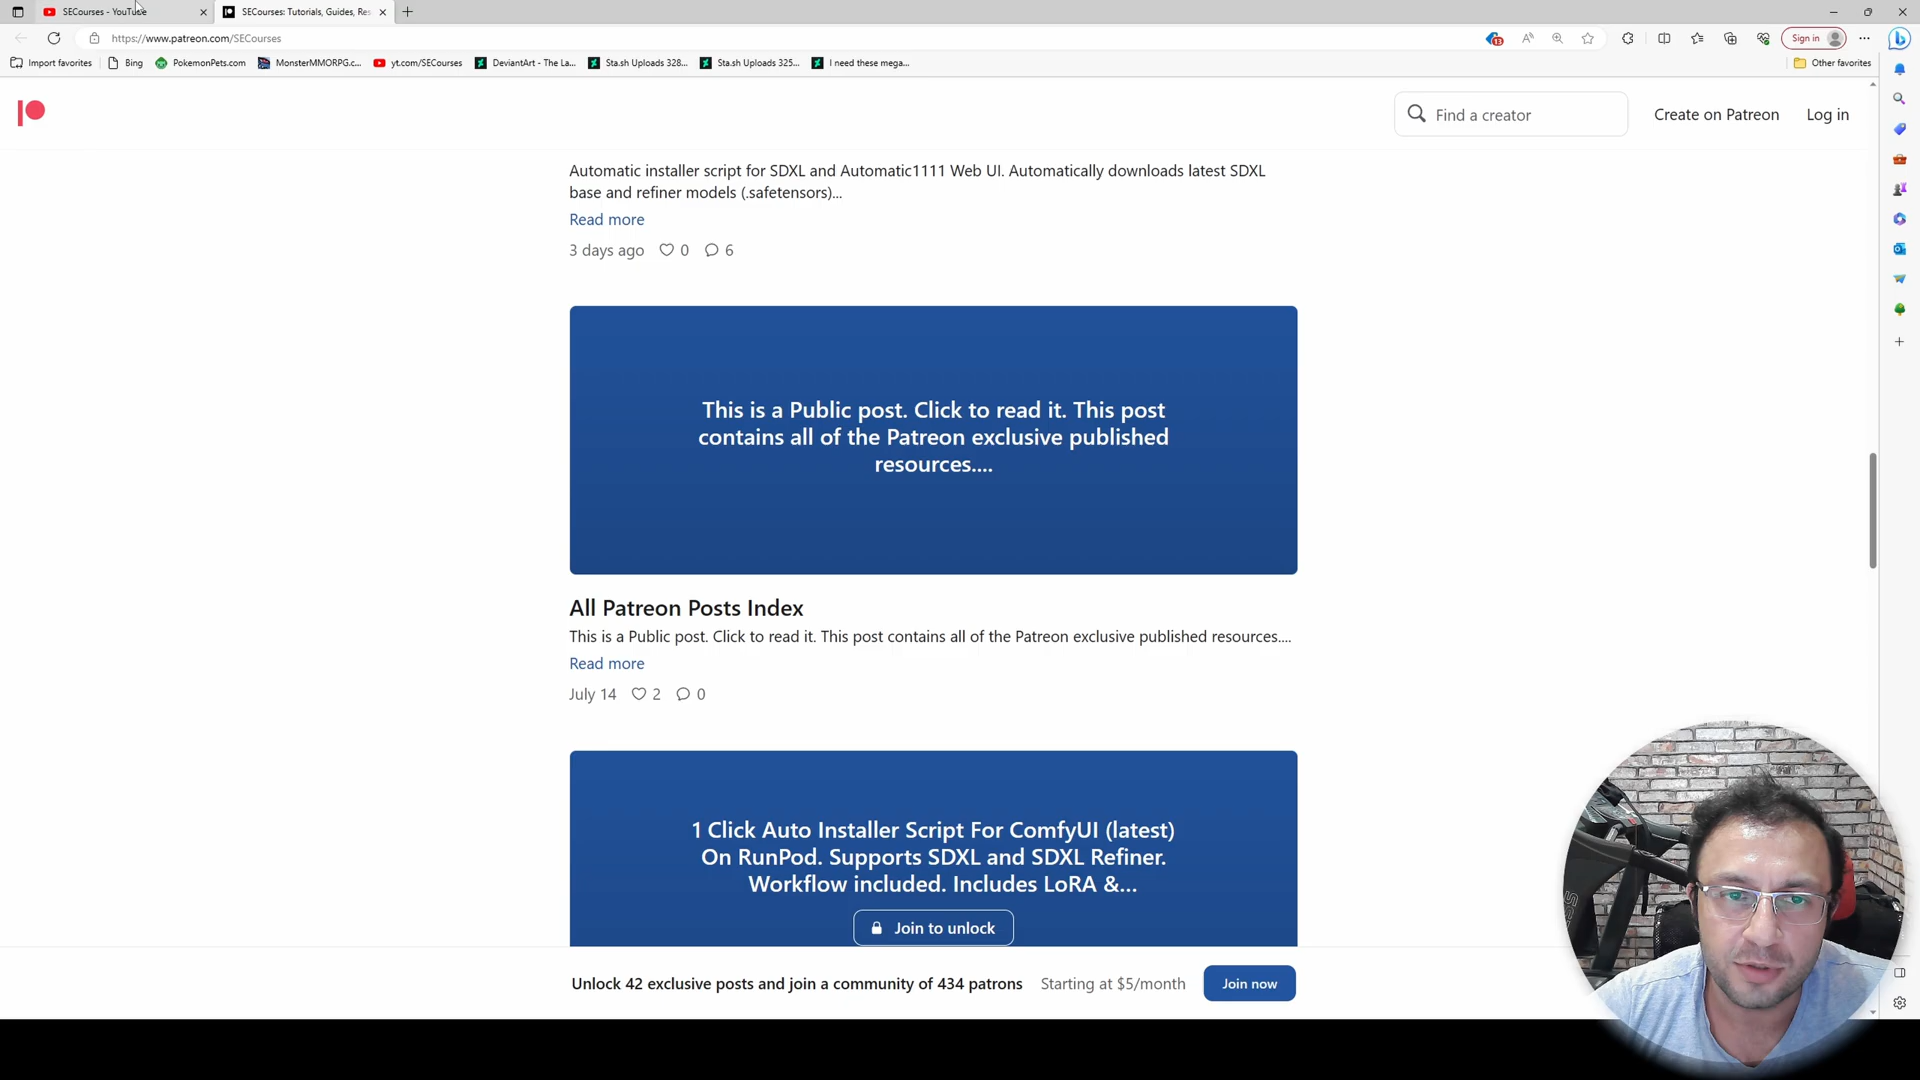 SECourses - YouTube
SECourses: Tutorials, Guides, Res
https://www.patreon.com/SECourses
13
Sign in
Import favorites
Bing
PokemonPets.com
MonsterMMORPG.c...
yt.com/SECourses
DeviantArt - The La...
Sta.sh Uploads 328...
Sta.sh Uploads 325...
I need these mega...
Other favorites
Find a creator
Create on Patreon
Log in
Automatic installer script for SDXL and Automatic1111 Web UI. Automatically downloads latest SDXL
base and refiner models (.safetensors)...
Read more
3 days ago 0 6
This is a Public post. Click to read it. This post
contains all of the Patreon exclusive published
resources....
All Patreon Posts Index
This is a Public post. Click to read it. This post contains all of the Patreon exclusive published resources....
Read more
July 14 2 0
1 Click Auto Installer Script For ComfyUI (latest)
On RunPod. Supports SDXL and SDXL Refiner.
Workflow included. Includes LoRA &...
Join to unlock
Unlock 42 exclusive posts and join a community of 434 patrons
Starting at $5/month
Join now